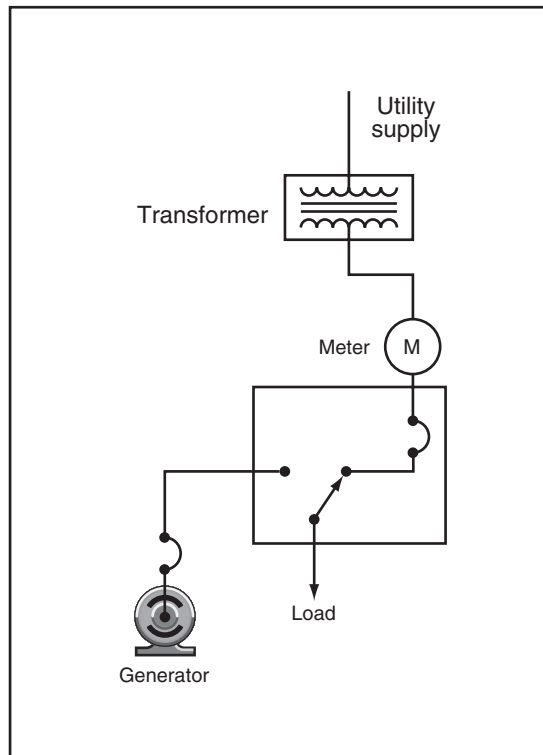 Utility
supply
Transformer
Meter
M
Load
Generator